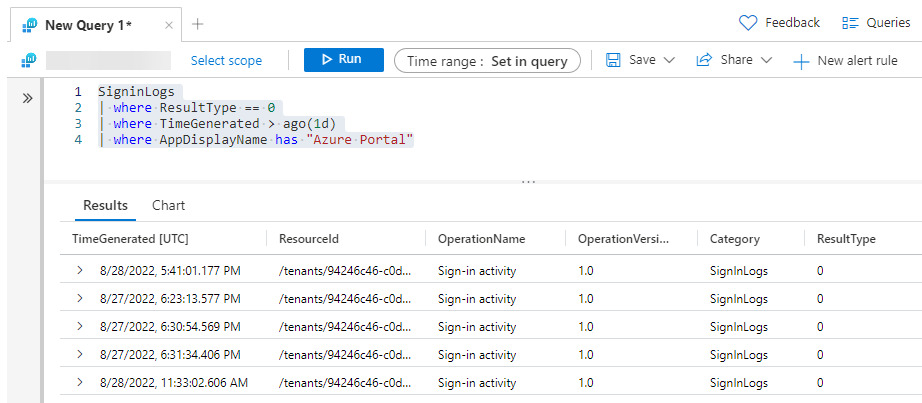 New Query 1*
Feedback
Queries
Select scope
Run
Time range : Set in query
Save
Share
New alert rule
1 SigninLogs
2 | where ResultType == 0
3 | where TimeGenerated > ago(1d)
4 | where AppDisplayName has "Azure Portal"
Results Chart
TimeGenerated [UTC] ResourceId OperationName OperationVersi... Category ResultType
8/28/2022, 5:41:01.177 PM /tenants/94246c46-c0d... Sign-in activity 1.0 SignInLogs 0
8/27/2022, 6:23:13.577 PM /tenants/94246c46-c0d... Sign-in activity 1.0 SignInLogs 0
8/27/2022, 6:30:54.569 PM /tenants/94246c46-c0d... Sign-in activity 1.0 SignInLogs 0
8/27/2022, 6:31:34.406 PM /tenants/94246c46-c0d... Sign-in activity 1.0 SignInLogs 0
8/28/2022, 11:33:02.606 AM /tenants/94246c46-c0d... Sign-in activity 1.0 SignInLogs 0